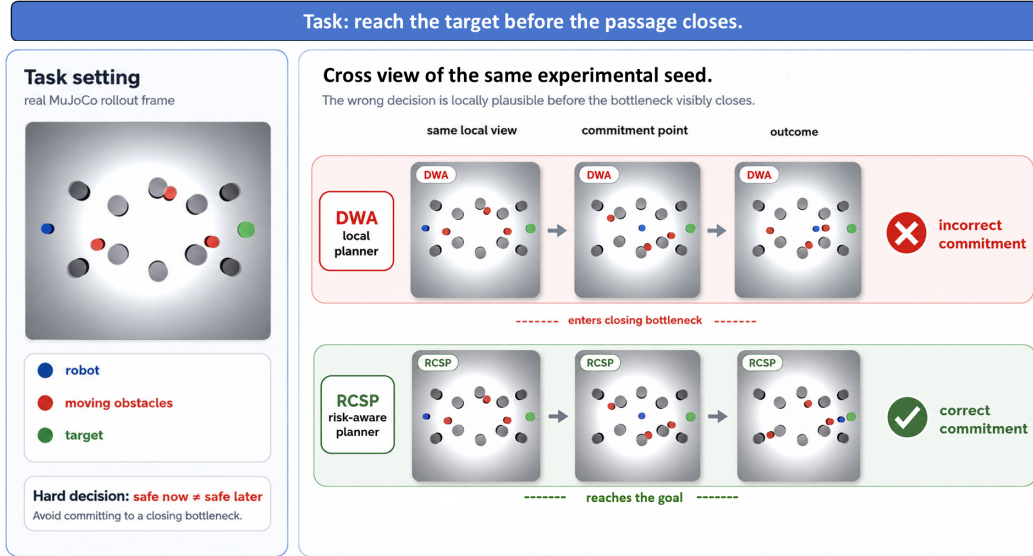 Task: reach the target before the passage closes.
Task setting
real MuJoCo rollout frame
robot
moving obstacles
target
Hard decision: safe now ≠ safe later
Avoid committing to a closing bottleneck.
Cross view of the same experimental seed.
The wrong decision is locally plausible before the bottleneck visibly closes.
same local view
commitment point
outcome
DWA
local
planner
DWA
DWA
DWA
incorrect
commitment
------- enters closing bottleneck -------
RCSP
risk-aware
planner
RCSP
RCSP
RCSP
correct
commitment
------- reaches the goal -------